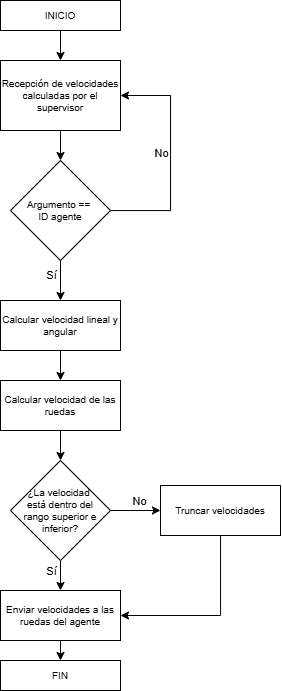 INICIO
Recepción de velocidades
calculadas por el
supervisor
No
Argumento ==
ID agente
Sí
Calcular velocidad lineal y
angular
Calcular velocidad de las
ruedas
¿La velocidad
está dentro del
rango superior e
inferior?
No
Truncar velocidades
Sí
Enviar velocidades a las
ruedas del agente
FIN